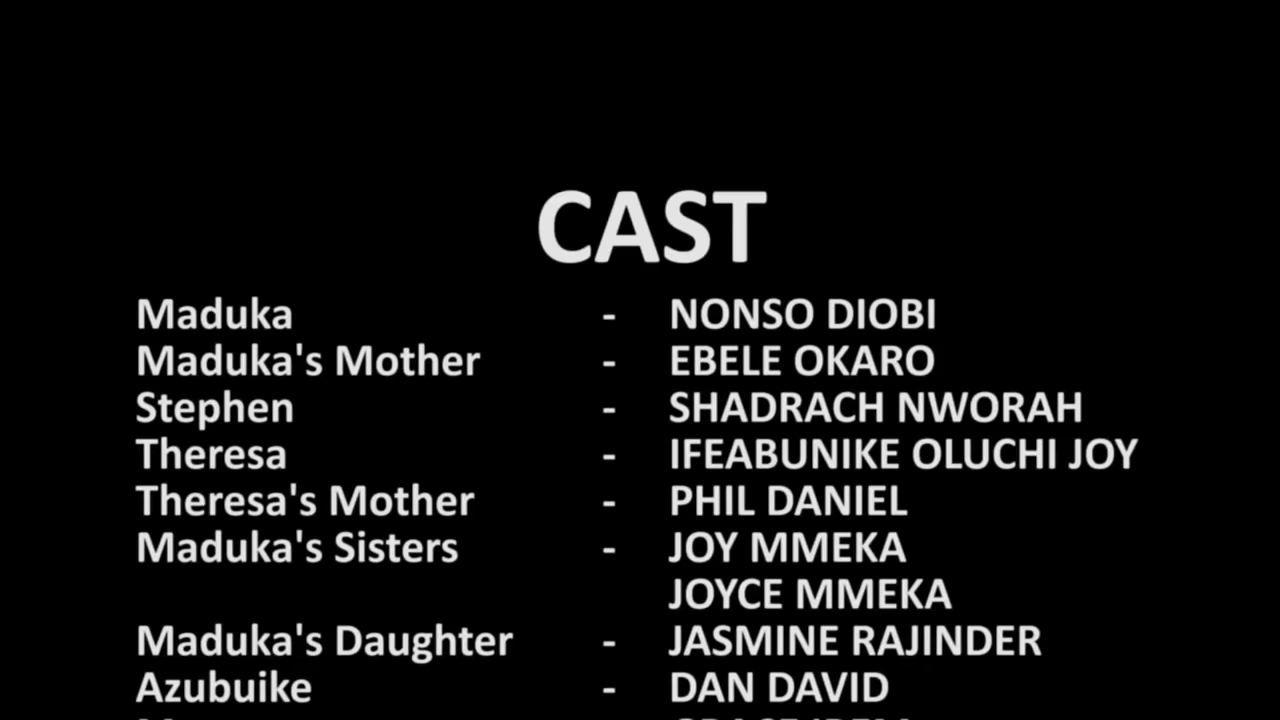 CAST
Maduka - NONSO DIOBI
Maduka's Mother - EBELE OKARO
Stephen - SHADRACH NWORAH
Theresa - IFEABUNIKE OLUCHI JOY
Theresa's Mother - PHIL DANIEL
Maduka's Sisters - JOY MMEKA
JOYCE MMEKA
Maduka's Daughter - JASMINE RAJINDER
Azubuike - DAN DAVID